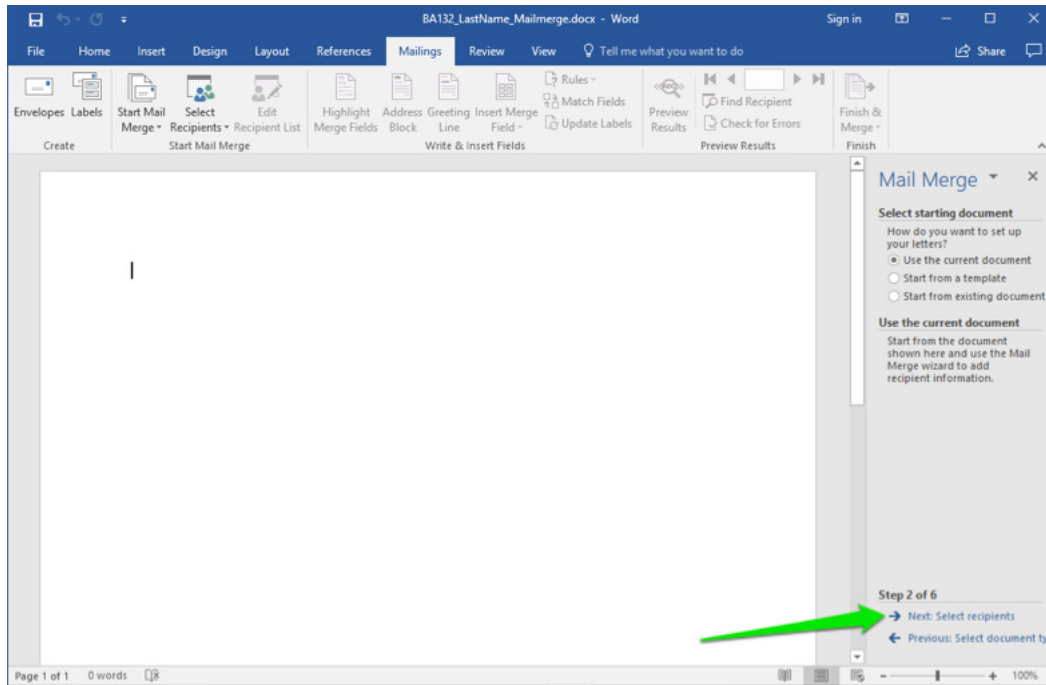 BA132_LastName_Mailmerge.docx - Word
Sign in
File Home Insert Design Layout References Mailings Review View Tell me what you want to do Share
Envelopes Labels
Create
Start Mail Merge
Select Recipients
Edit Recipient List
Start Mail Merge
Highlight Merge Fields
Address Block
Greeting Line
Insert Merge Field
Rules
Match Fields
Update Labels
Write & Insert Fields
Preview Results
Find Recipient
Check for Errors
Preview Results
Finish & Merge
Finish
Mail Merge
Select starting document
How do you want to set up
your letters?
Use the current document
Start from a template
Start from existing document
Use the current document
Start from the document
shown here and use the Mail
Merge wizard to add
recipient information.
Step 2 of 6
Next: Select recipients
Previous: Select document ty
Page 1 of 1 0 words
100%